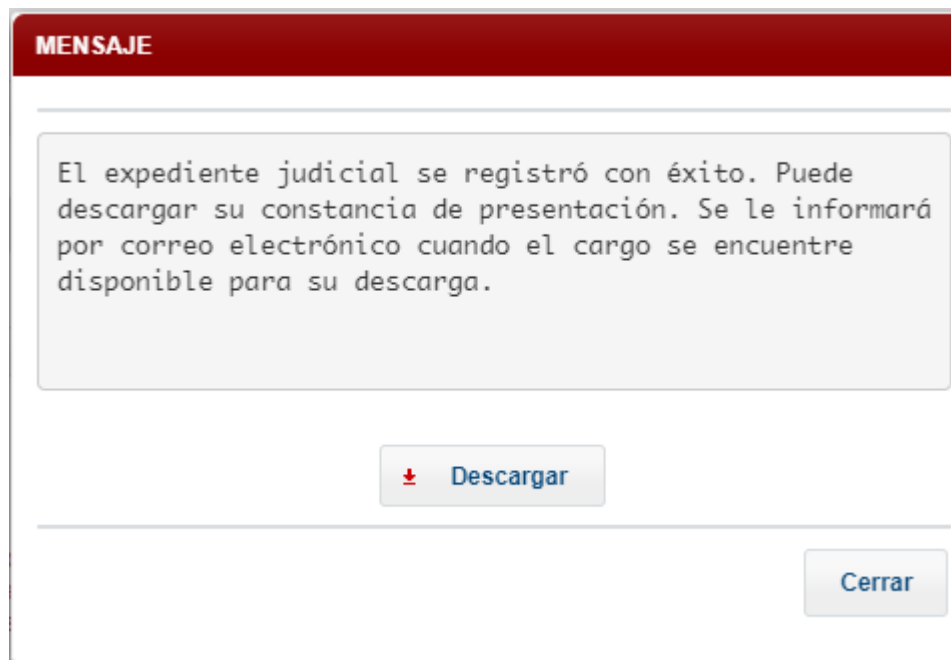 MENSAJE
El expediente judicial se registró con éxito. Puede
descargar su constancia de presentación. Se le informará
por correo electrónico cuando el cargo se encuentre
disponible para su descarga.
Descargar
Cerrar